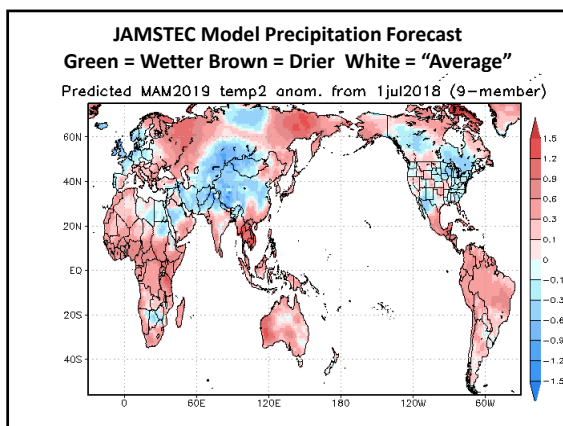 JAMSTEC Model Precipitation Forecast
Green = Wetter Brown = Drier White = “Average”
Predicted MAM2019 temp2 anom. from 1jul2018 (9-member)
60N
40N
20N
EQ
20S
40S
0 60E 120E 180 120W 60W
1.5
1.2
0.9
0.6
0.3
0.1
0
-0.1
-0.3
-0.6
-0.9
-1.2
-1.5